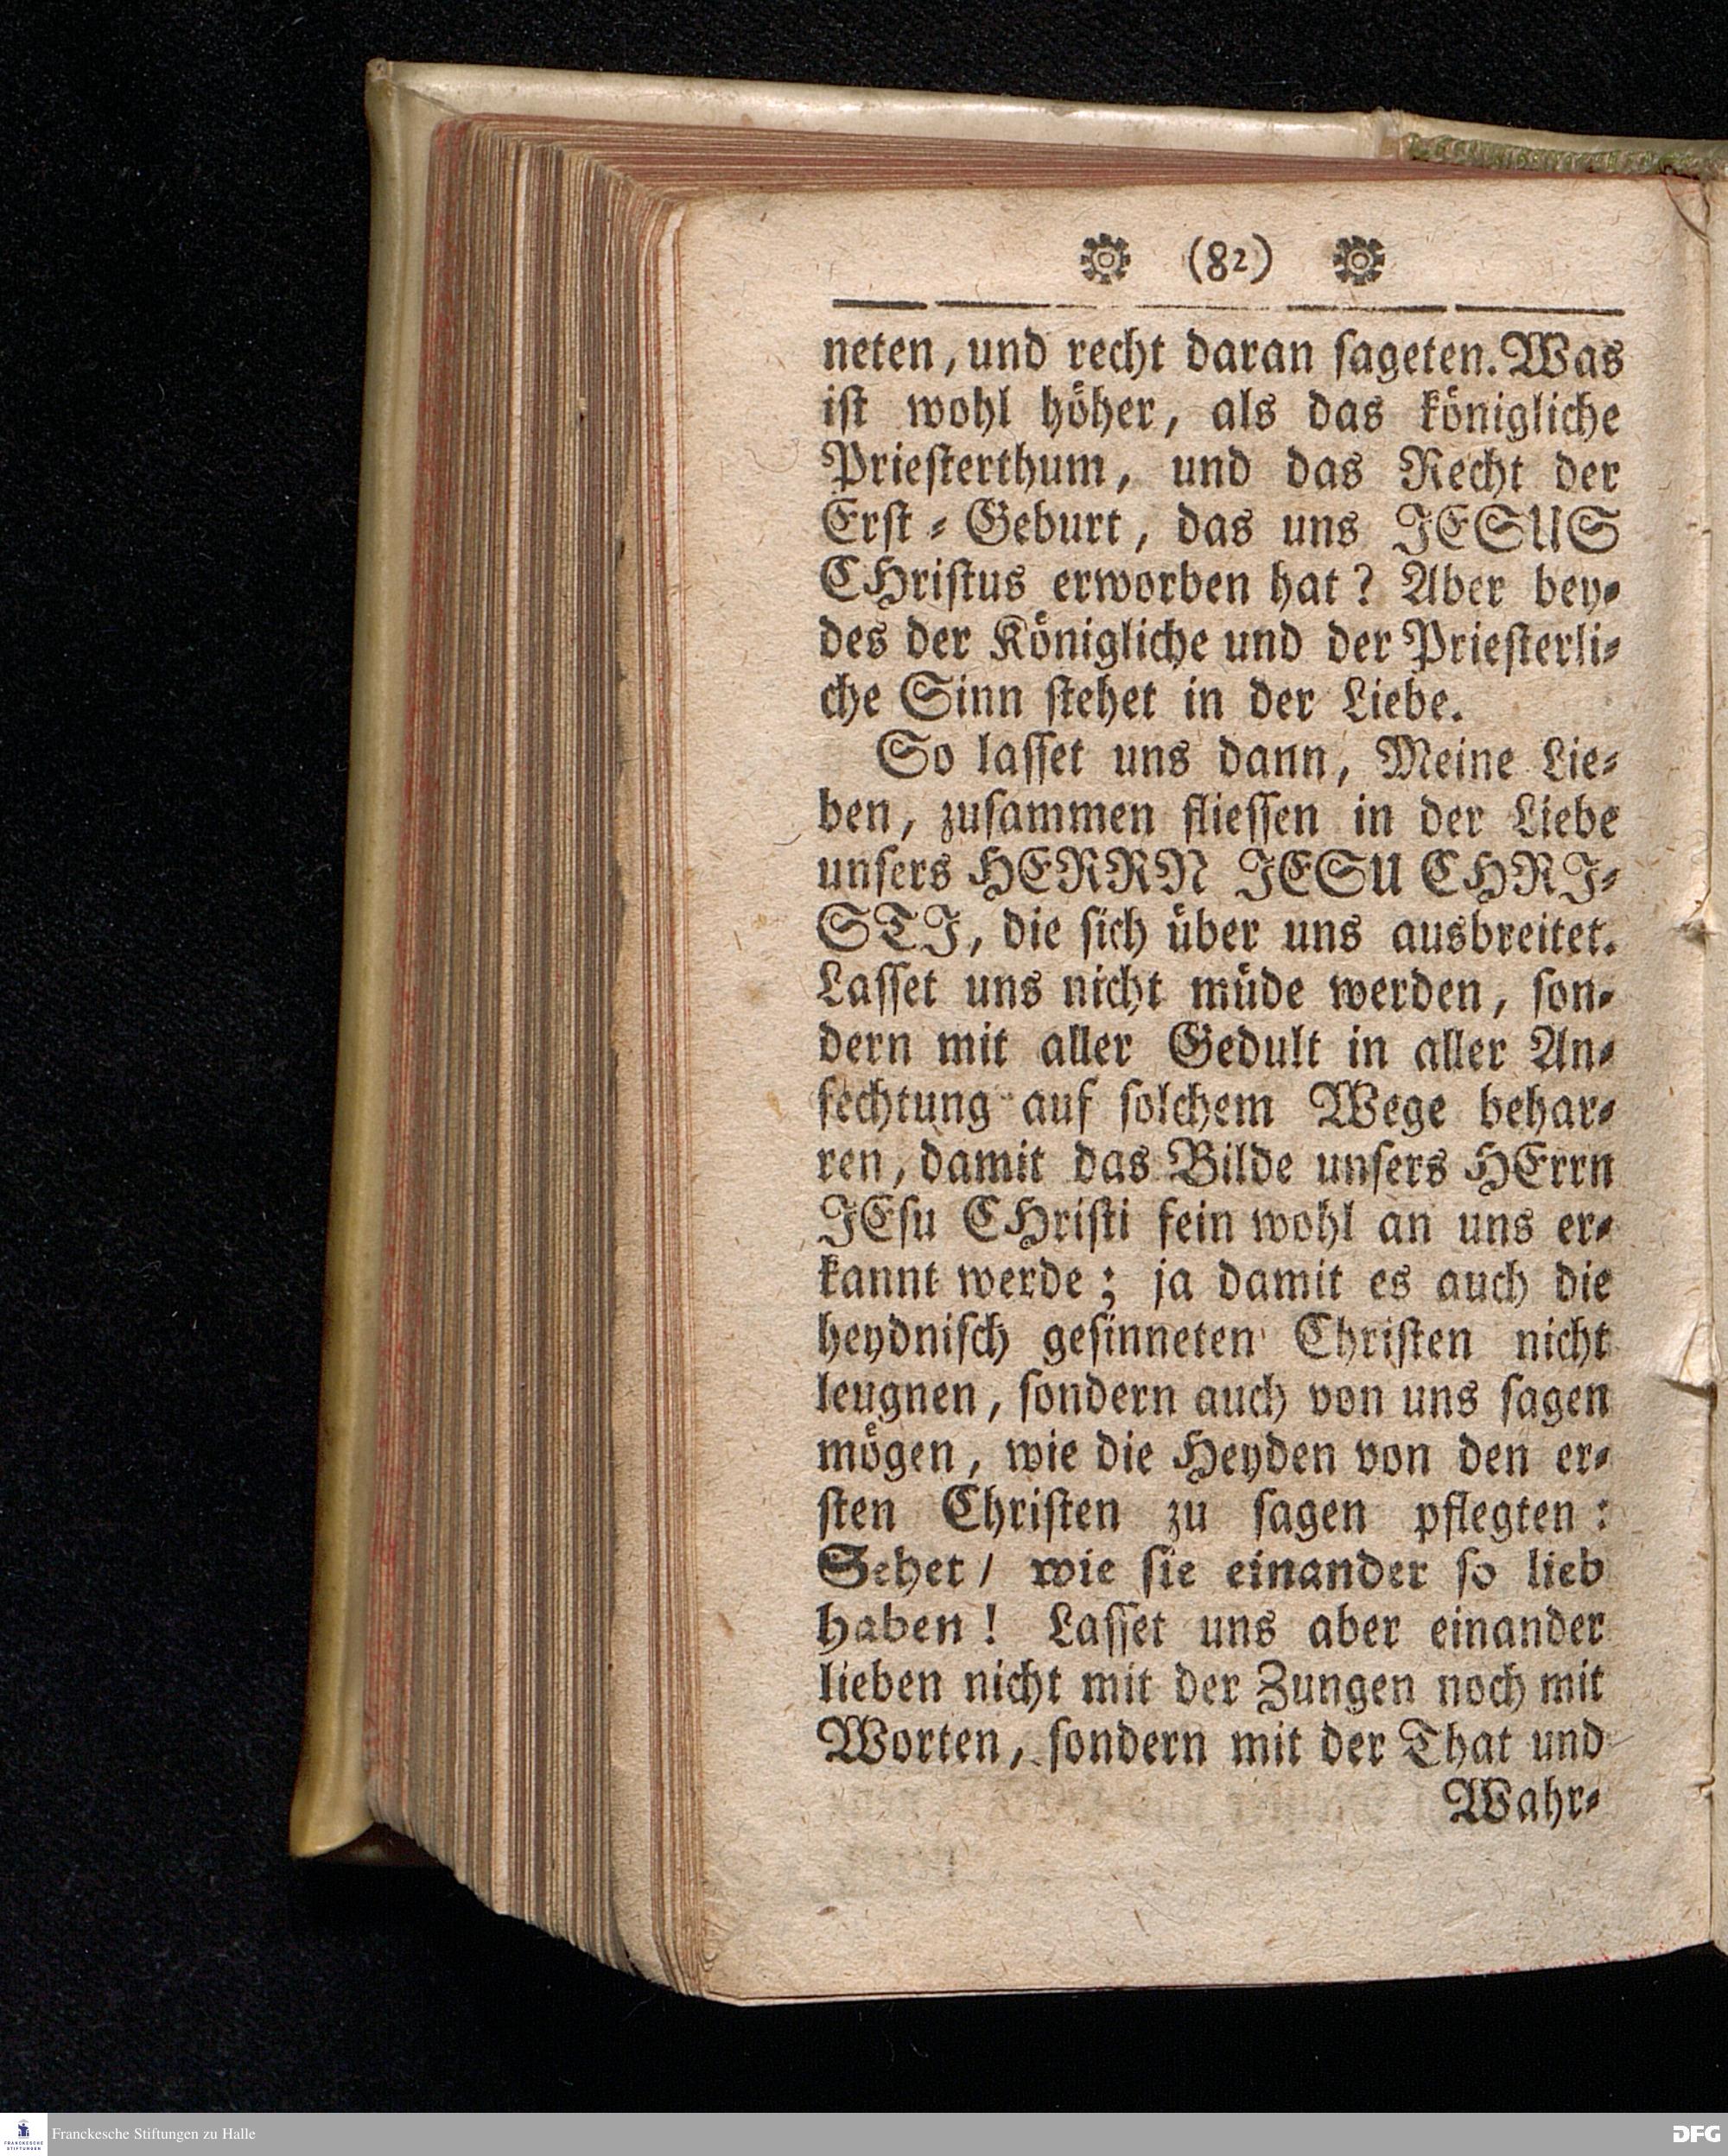 (82)
neten, und recht daran ſageten. Was
iſt wohl höher, als das königliche
Prieſterthum, und das Recht der
Erſt-Geburt, das uns JESUS
CHriſtus erworben hat? Aber bey-
des der Königliche und der Prieſterli-
che Sinn ſtehet in der Liebe.
So laſſet uns dann, Meine Lie-
ben, zuſammen flieſſen in der Liebe
unſers HERRN JESU CHRI-
STI, die ſich über uns ausbreitet.
Laſſet uns nicht müde werden, ſon-
dern mit aller Gedult in aller An-
fechtung auf ſolchem Wege behar-
ren, damit das Bilde unſers HErrn
JEſu CHriſti fein wohl an uns er-
kannt werde; ja damit es auch die
heydniſch geſinneten Chriſten nicht
leugnen, ſondern auch von uns ſagen
mögen, wie die Heyden von den er-
ſten Chriſten zu ſagen pflegten:
Sehet / wie ſie einander ſo lieb
haben! Laſſet uns aber einander
lieben nicht mit der Zungen noch mit
Worten, ſondern mit der That und
Wahr-
FRANCKESCHE
STIFTUNGEN
Franckesche Stiftungen zu Halle
DFG